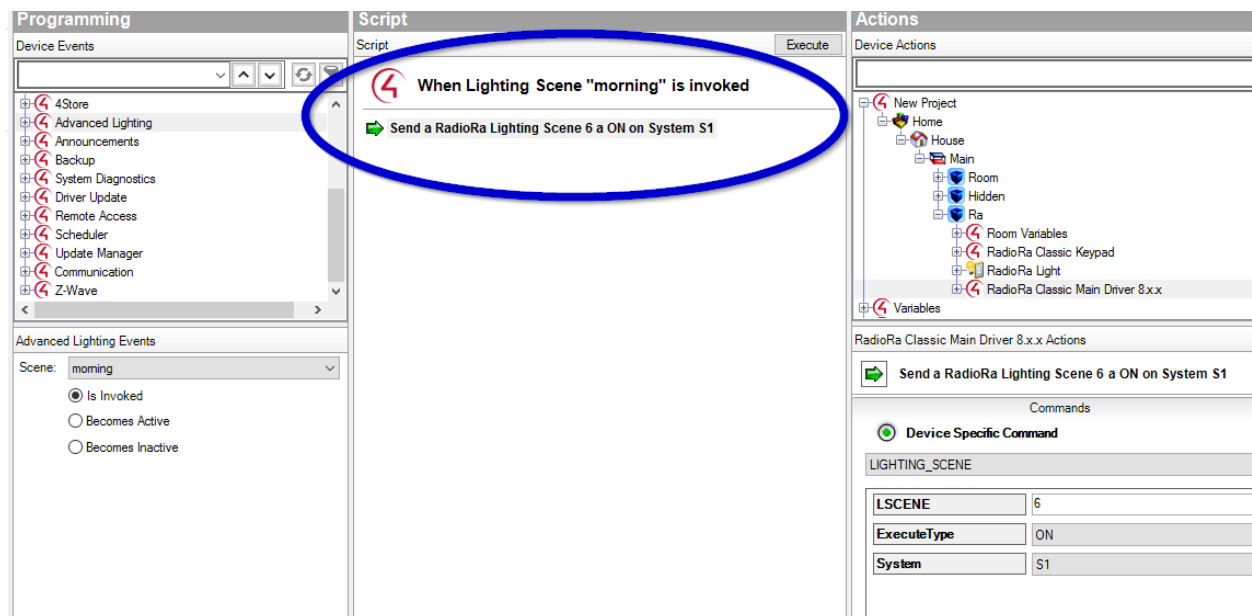 Programming
Device Events
4Store
Advanced Lighting
Announcements
Backup
System Diagnostics
Driver Update
Remote Access
Scheduler
Update Manager
Communication
Z-Wave
Advanced Lighting Events
Scene: morning
Is Invoked
Becomes Active
Becomes Inactive
Script
Script Execute
When Lighting Scene "morning" is invoked
Send a RadioRa Lighting Scene 6 a ON on System S1
Actions
Device Actions
New Project
Home
House
Main
Room
Hidden
Ra
Room Variables
RadioRa Classic Keypad
RadioRa Light
RadioRa Classic Main Driver 8.x.x
Variables
RadioRa Classic Main Driver 8.x.x Actions
Send a RadioRa Lighting Scene 6 a ON on System S1
Commands
Device Specific Command
LIGHTING_SCENE
LSCENE 6
ExecuteType ON
System S1